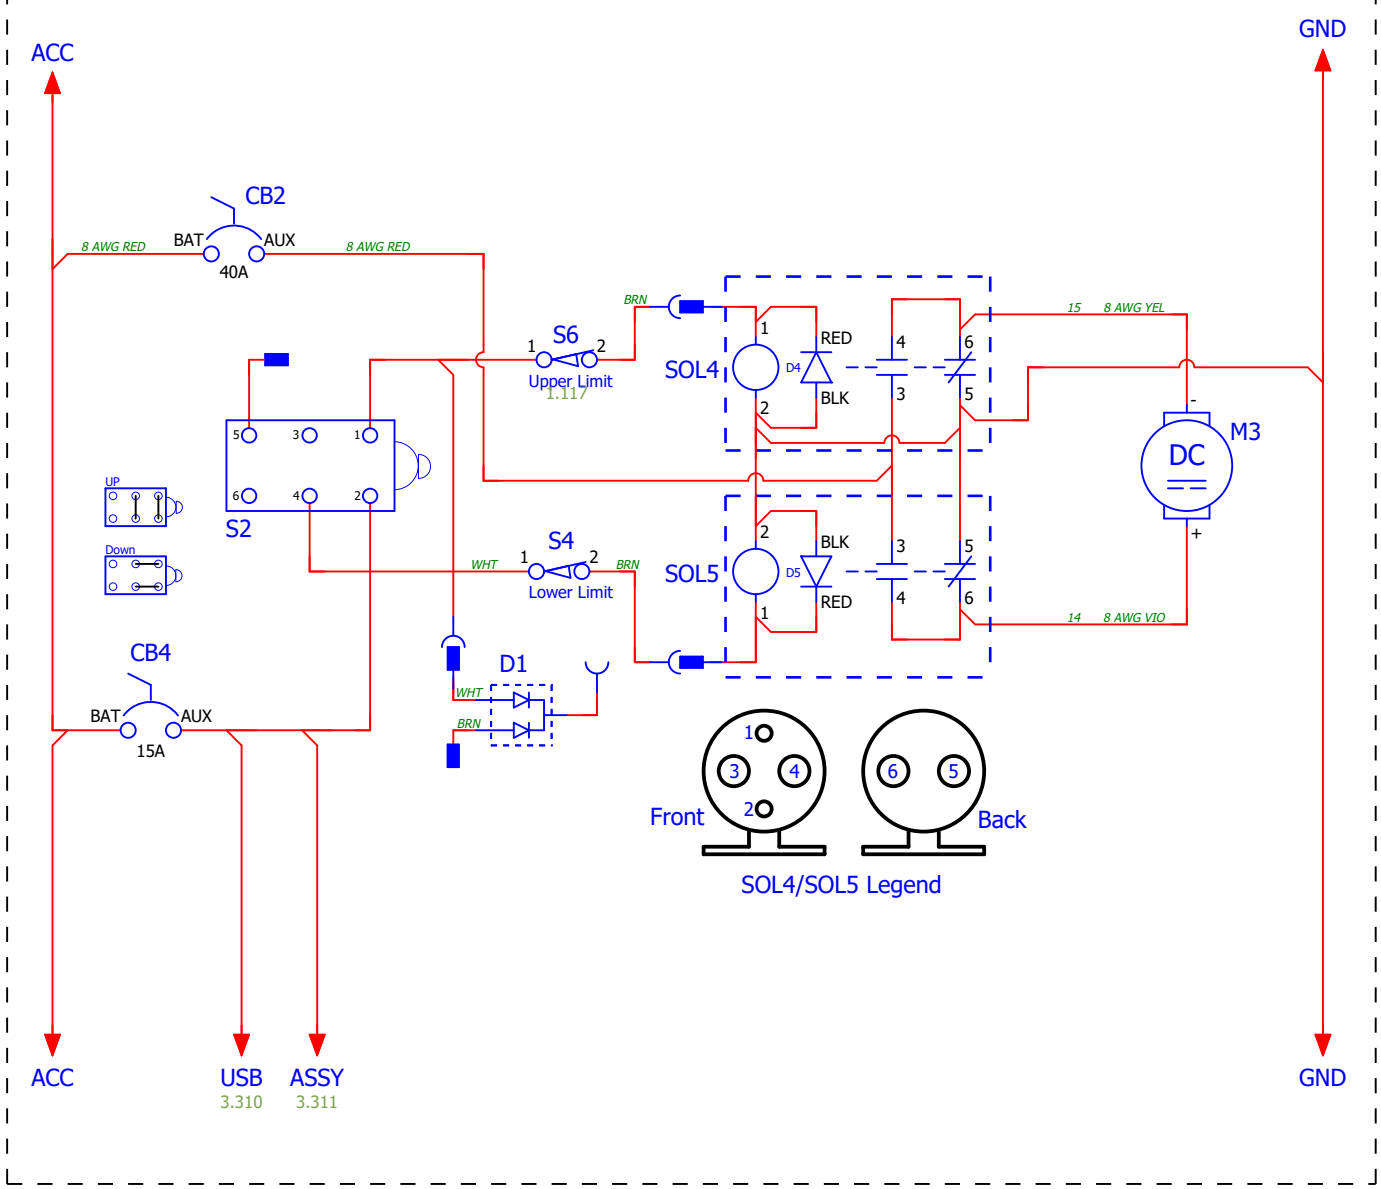 GND
ACC
CB2
BAT
AUX
8 AWG RED
8 AWG RED
40A
BRN
15
8 AWG YEL
S6
1
2
Upper Limit
1.117
SOL4
1
RED
D4
BLK
2
4
3
6
5
-
M3
DC
+
5
3
1
6
4
2
S2
UP
Down
S4
1
2
WHT
BRN
Lower Limit
SOL5
2
BLK
D5
RED
1
3
4
5
6
14
8 AWG VIO
CB4
BAT
AUX
15A
D1
WHT
BRN
1
3
4
2
Front
6
5
Back
SOL4/SOL5 Legend
ACC
USB
3.310
ASSY
3.311
GND